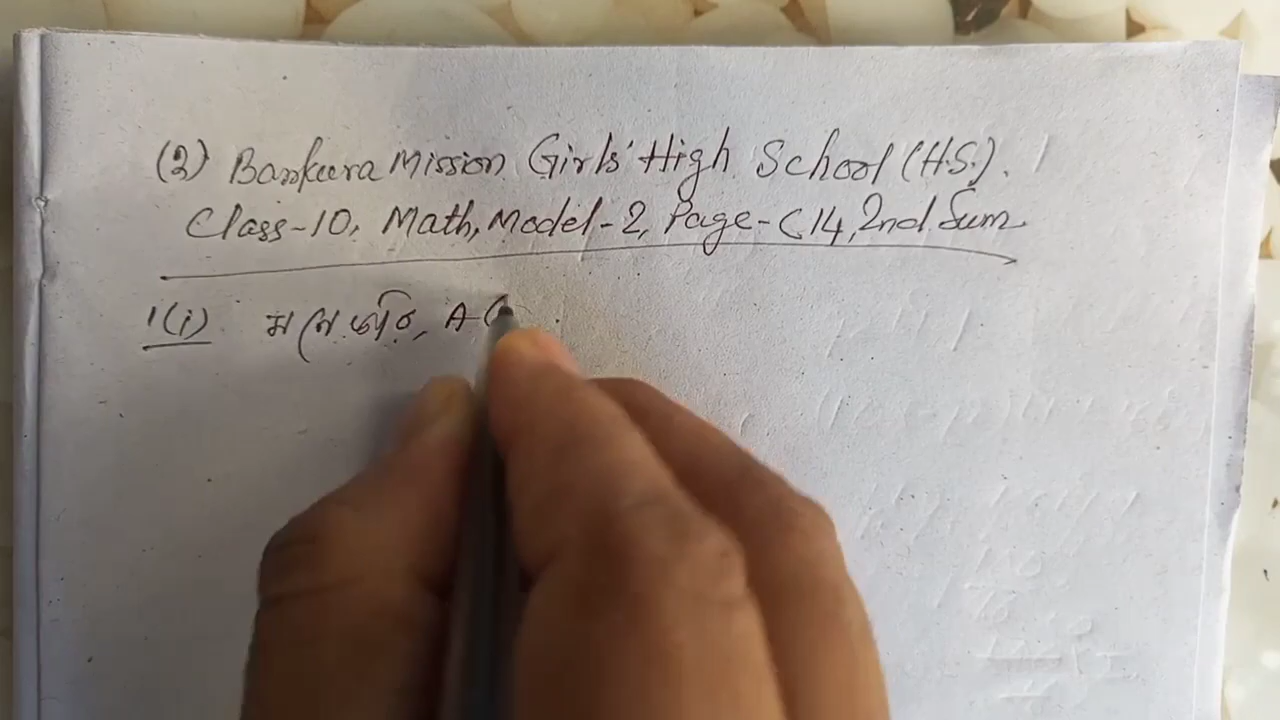 (2) Bankura Mission Girls' High School (H.S.).
Class-10, Math, Model-2, Page-C14, 2nd Sum
1(i) মনে করি, A